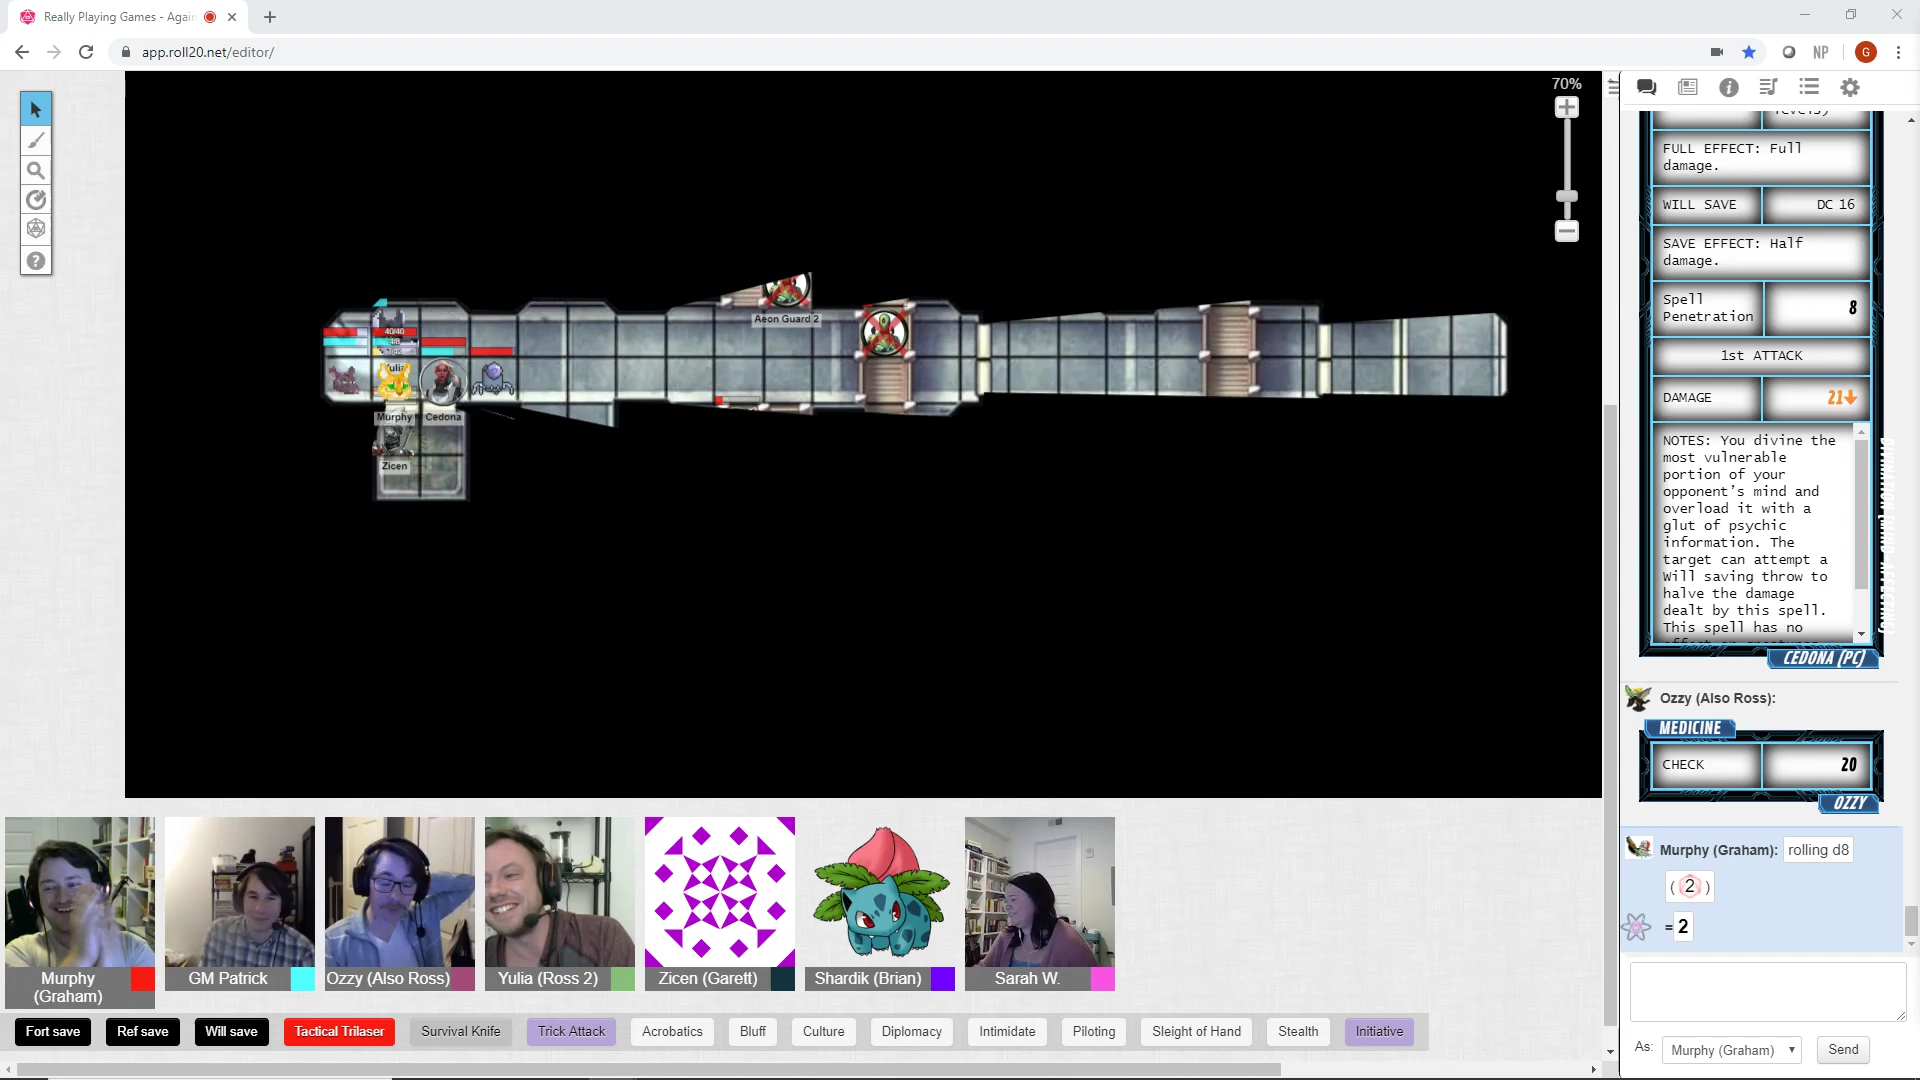 Really Playing Games - Again
app.roll20.net/editor/
NP
G
70%
FULL EFFECT: Full
damage.
WILL SAVE
DC 16
SAVE EFFECT: Half
damage.
Spell
Penetration
8
1st ATTACK
DAMAGE
21
NOTES: You divine the
most vulnerable
portion of your
opponent's mind and
overload it with a
glut of psychic
information. The
target can attempt a
Will saving throw to
halve the damage
dealt by this spell.
This spell has no
CEDONA (PC)
Aeon Guard 2
40/40
Murphy
Cedona
Zicen
Ozzy (Also Ross):
MEDICINE
CHECK
20
OZZY
Murphy (Graham):
rolling d8
(2)
=2
Murphy
(Graham)
GM Patrick
Ozzy (Also Ross)
Yulia (Ross 2)
Zicen (Garett)
Shardik (Brian)
Sarah W.
Fort save
Ref save
Will save
Tactical Trilaser
Survival Knife
Trick Attack
Acrobatics
Bluff
Culture
Diplomacy
Intimidate
Piloting
Sleight of Hand
Stealth
Initiative
As:
Murphy (Graham)
Send